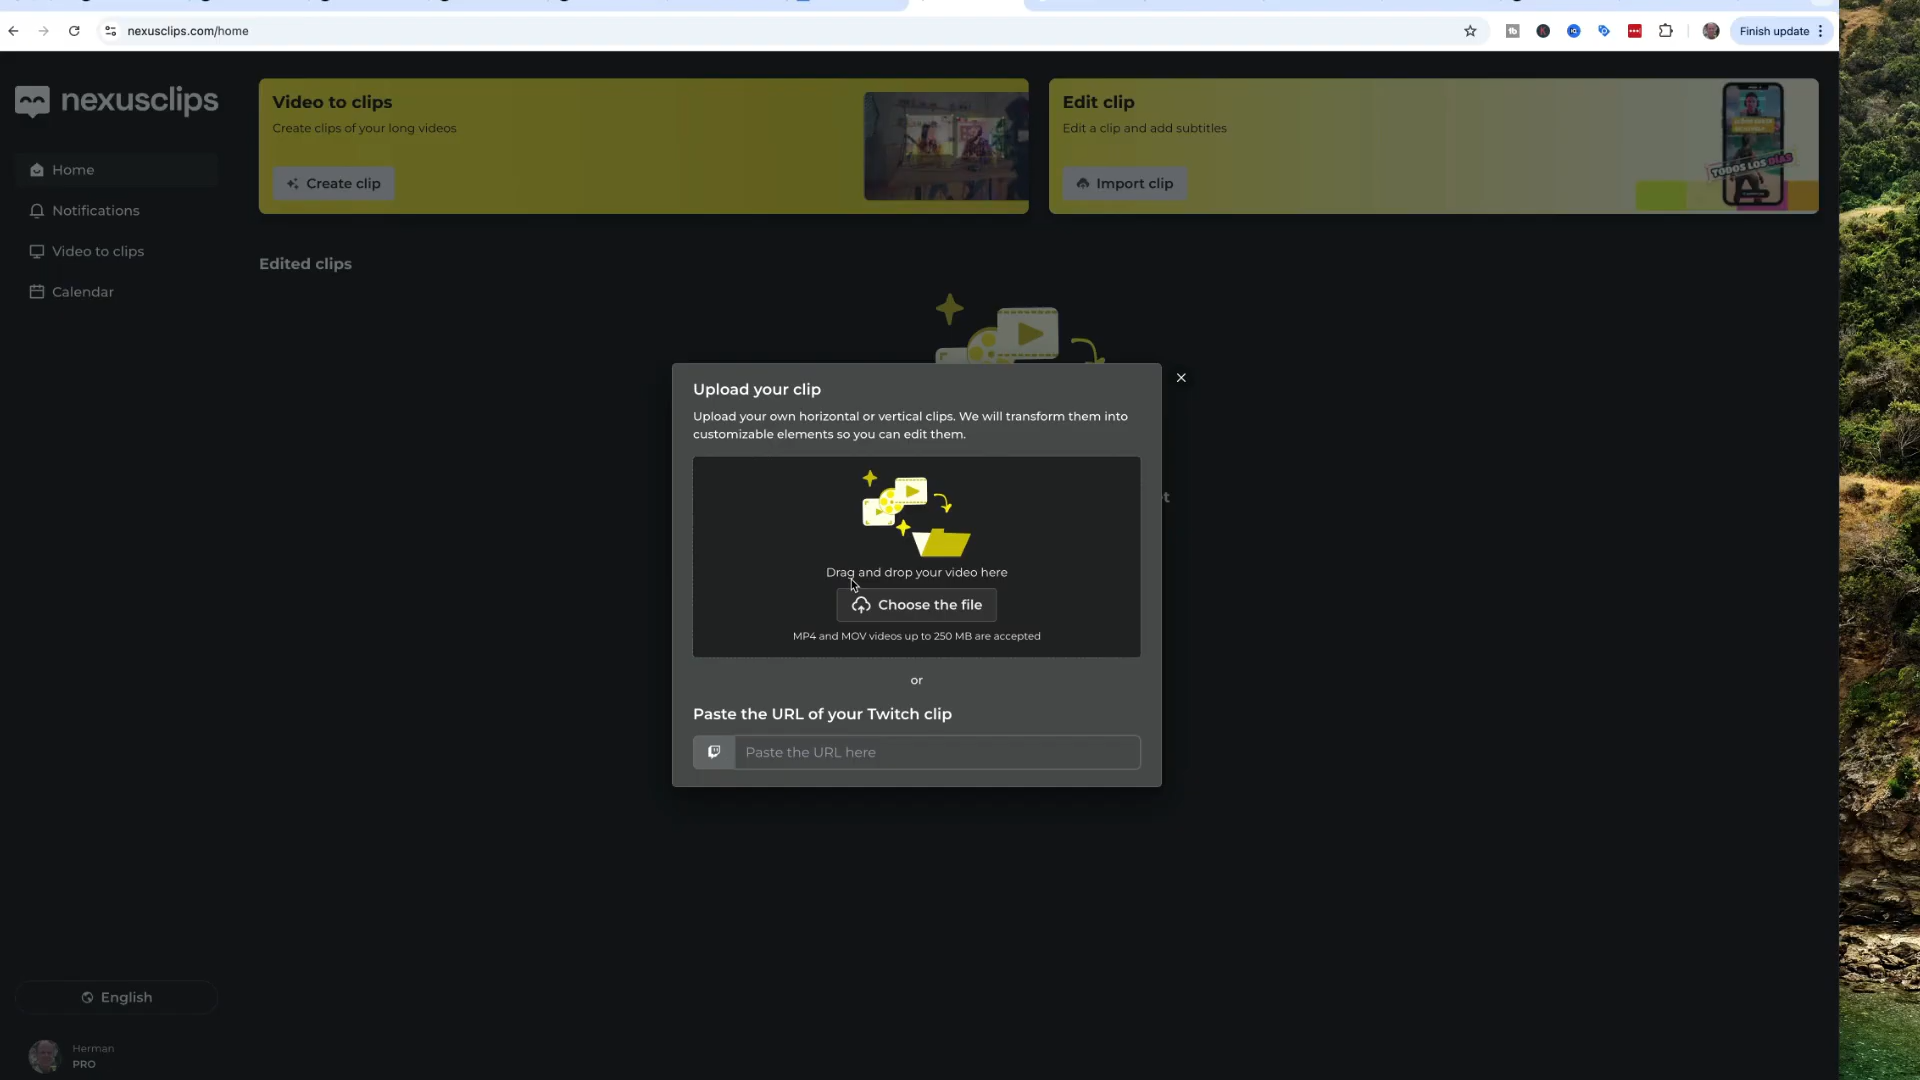 nexusclips.com/home
Finish update
nexusclips
Home
Notifications
Video to clips
Calendar
Video to clips
Create clips of your long videos
Create clip
Edit clip
Edit a clip and add subtitles
Import clip
TODOS LOS DÍAS
Edited clips
Upload your clip
Upload your own horizontal or vertical clips. We will transform them into
customizable elements so you can edit them.
Drag and drop your video here
Choose the file
MP4 and MOV videos up to 250 MB are accepted
or
Paste the URL of your Twitch clip
Paste the URL here
English
Herman
PRO